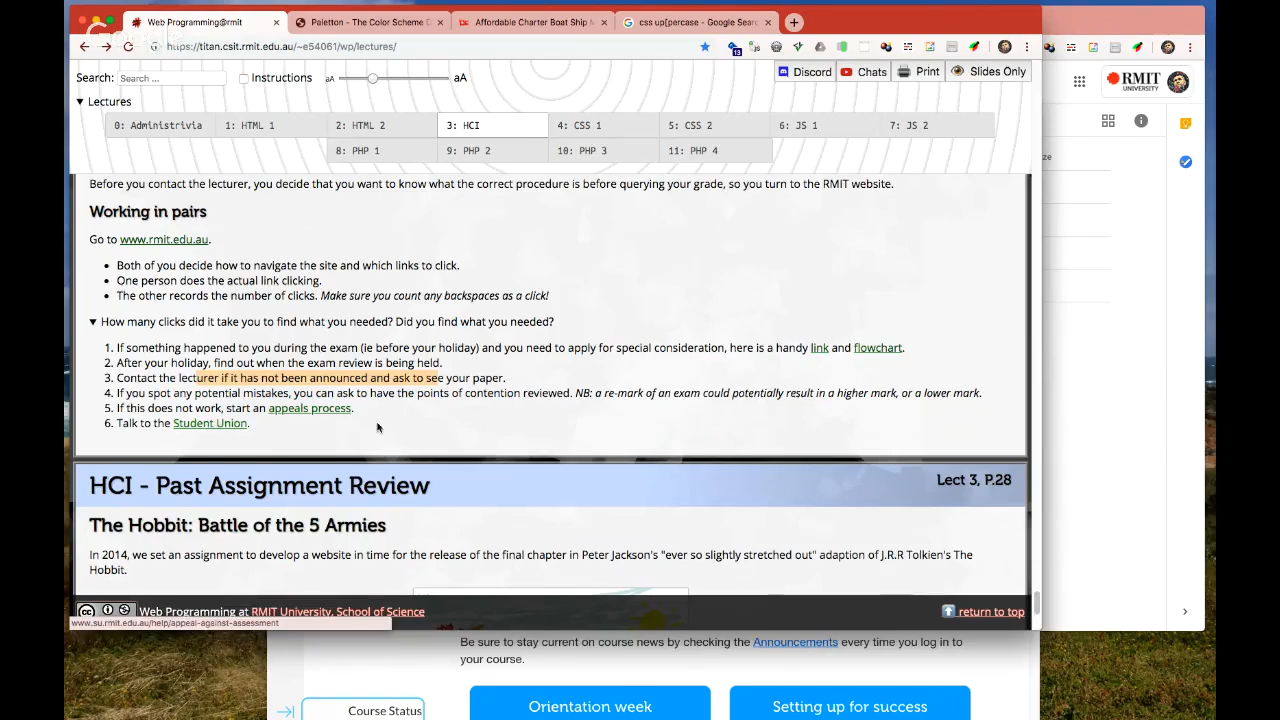 Web Programming@rmit
Paletton - The Color Scheme D
Affordable Charter Boat Ship M
css up[percase - Google Sear
Google
https://titan.csit.rmit.edu.au/~e54061/wp/lectures/
Search: Search ... Instructions aA aA
Discord Chats Print Slides Only
RMIT UNIVERSITY
Lectures
0: Administrivia 1: HTML 1 2: HTML 2 3: HCI 4: CSS 1 5: CSS 2 6: JS 1 7: JS 2
8: PHP 1 9: PHP 2 10: PHP 3 11: PHP 4
Before you contact the lecturer, you decide that you want to know what the correct procedure is before querying your grade, so you turn to the RMIT website.
Working in pairs
Go to www.rmit.edu.au.
• Both of you decide how to navigate the site and which links to click.
• One person does the actual link clicking.
• The other records the number of clicks. Make sure you count any backspaces as a click!
How many clicks did it take you to find what you needed? Did you find what you needed?
1. If something happened to you during the exam (ie before your holiday) and you need to apply for special consideration, here is a handy link and flowchart.
2. After your holiday, find out when the exam review is being held.
3. Contact the lecturer if it has not been announced and ask to see your paper.
4. If you spot any potential mistakes, you can ask to have the points of contention reviewed. NB: a re-mark of an exam could potentially result in a higher mark, or a lower mark.
5. If this does not work, start an appeals process.
6. Talk to the Student Union.
HCI - Past Assignment Review
Lect 3, P.28
The Hobbit: Battle of the 5 Armies
In 2014, we set an assignment to develop a website in time for the release of the final chapter in Peter Jackson's "ever so slightly stretched out" adaption of J.R.R Tolkien's The
Hobbit.
Web Programming at RMIT University, School of Science
return to top
www.su.rmit.edu.au/help/appeal-against-assessment
Be sure to stay current on course news by checking the Announcements every time you log in to
your course.
Course Status
Orientation week
Setting up for success